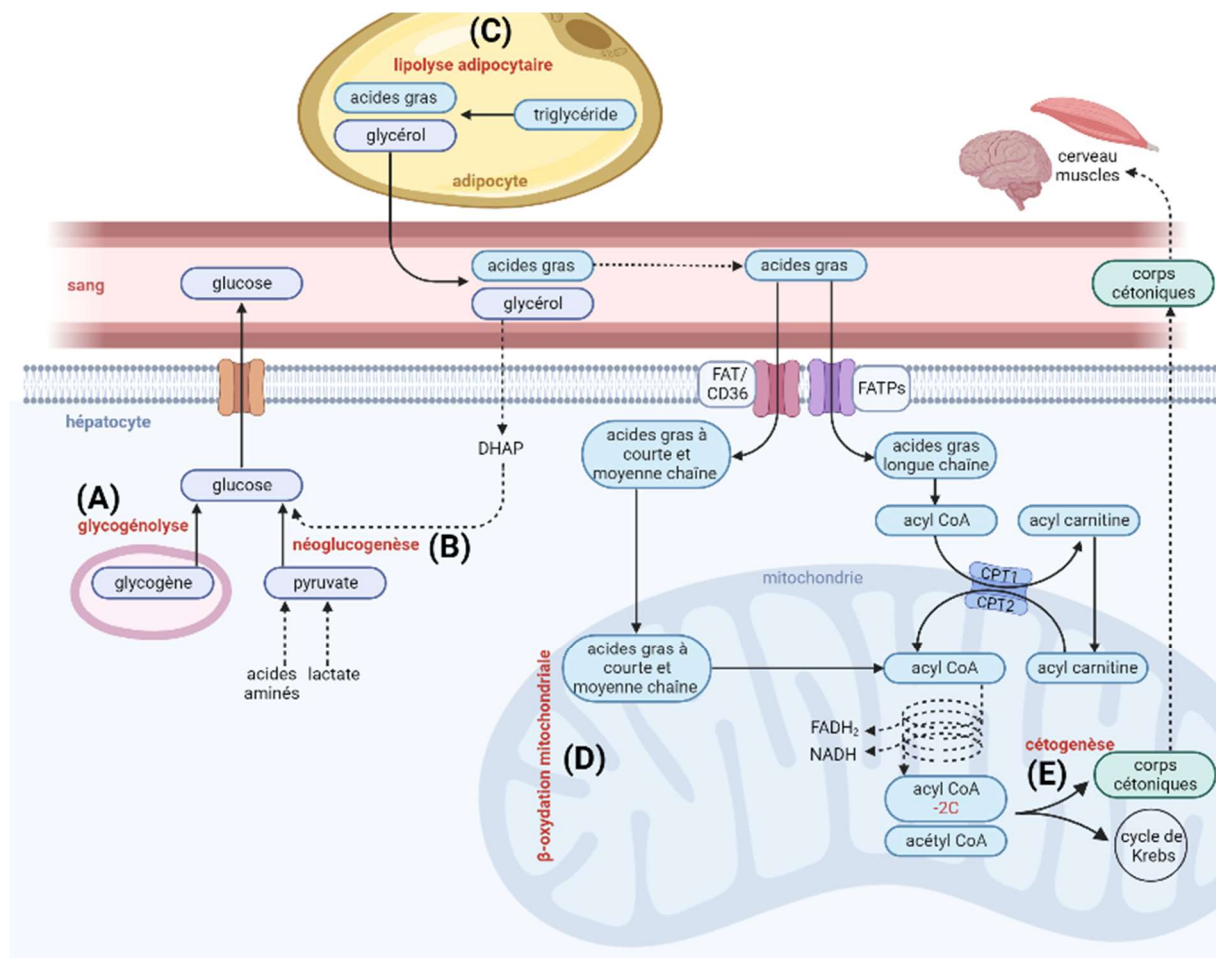 (C)
lipolyse adipocytaire
acides gras
triglycéride
glycérol
adipocyte
cerveau
muscles
sang
glucose
acides gras
glycérol
acides gras
corps
cétoniques
FAT/
CD36
FATPs
hépatocyte
DHAP
acides gras à
courte et
moyenne chaîne
acides gras
longue chaîne
(A)
glycogénolyse
glucose
néoglucogenèse
(B)
acyl CoA
acyl carnitine
glycogène
pyruvate
mitochondrie
CPT1
CPT2
acides
aminés
lactate
acides gras à
courte et
moyenne chaîne
acyl CoA
acyl carnitine
β-oxydation mitochondriale
(D)
FADH₂
NADH
cétogenèse
(E)
corps
cétoniques
acyl CoA
-2C
acétyl CoA
cycle de
Krebs